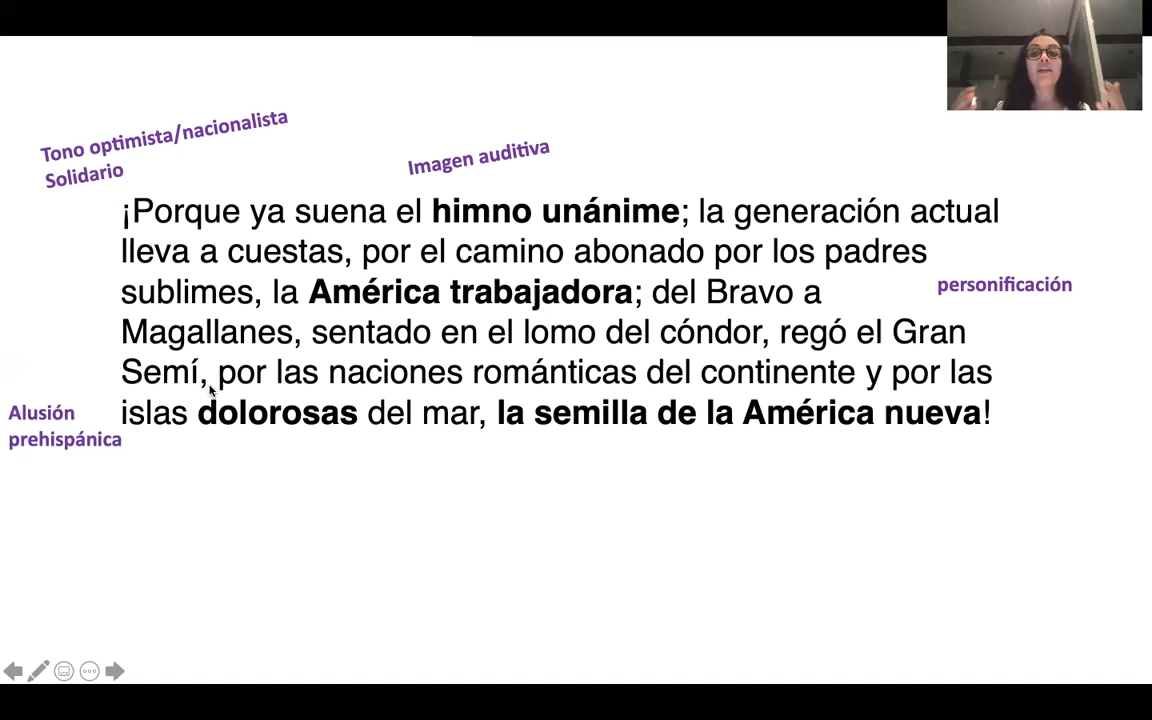 Tono optimista/nacionalista
Solidario
Imagen auditiva
¡Porque ya suena el himno unánime; la generación actual
lleva a cuestas, por el camino abonado por los padres
sublimes, la América trabajadora; del Bravo a
personificación
Magallanes, sentado en el lomo del cóndor, regó el Gran
Semí, por las naciones románticas del continente y por las
islas dolorosas del mar, la semilla de la América nueva!
Alusión
prehispánica